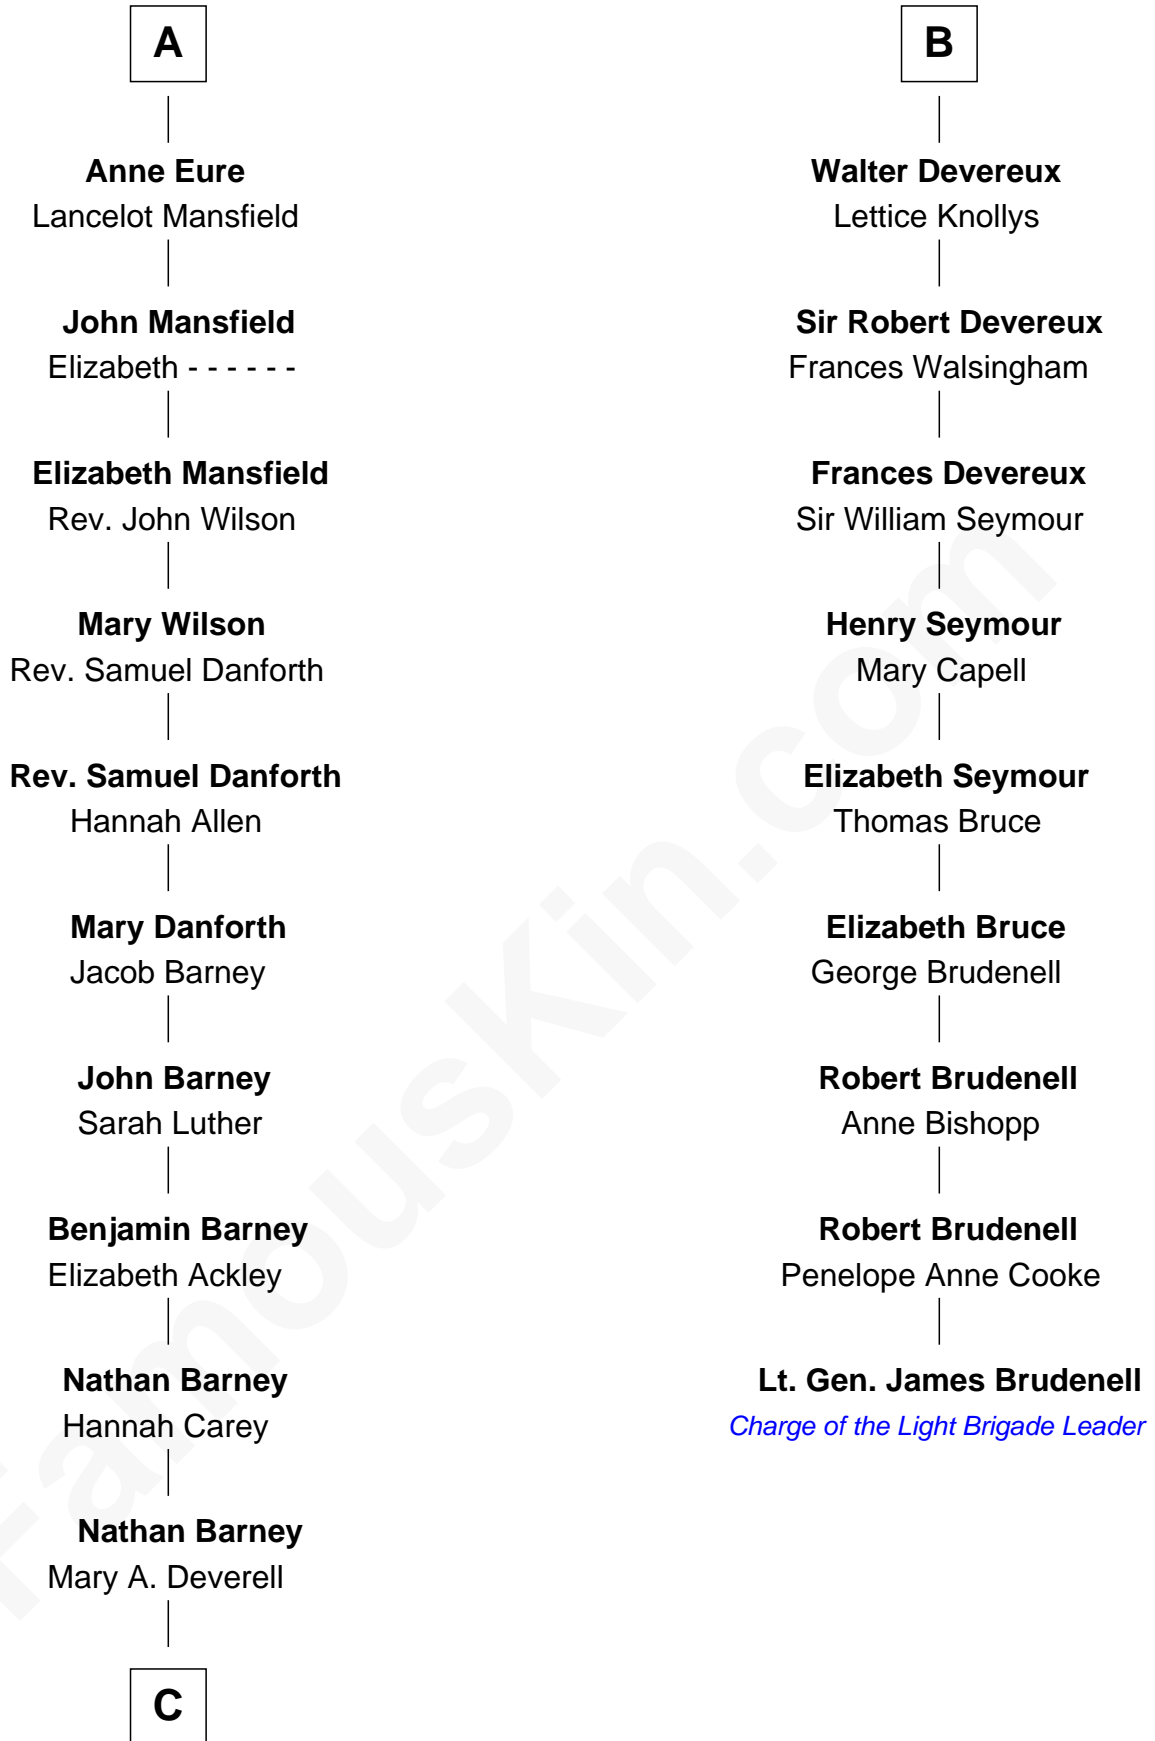 A
Anne Eure
Lancelot Mansfield
John Mansfield
Elizabeth - - - - - -
Elizabeth Mansfield
Rev. John Wilson
Mary Wilson
Rev. Samuel Danforth
Rev. Samuel Danforth
Hannah Allen
Mary Danforth
Jacob Barney
John Barney
Sarah Luther
Benjamin Barney
Elizabeth Ackley
Nathan Barney
Hannah Carey
Nathan Barney
Mary A. Deverell
C
B
Walter Devereux
Lettice Knollys
Sir Robert Devereux
Frances Walsingham
Frances Devereux
Sir William Seymour
Henry Seymour
Mary Capell
Elizabeth Seymour
Thomas Bruce
Elizabeth Bruce
George Brudenell
Robert Brudenell
Anne Bishopp
Robert Brudenell
Penelope Anne Cooke
Lt. Gen. James Brudenell
Charge of the Light Brigade Leader
FamousKin.com